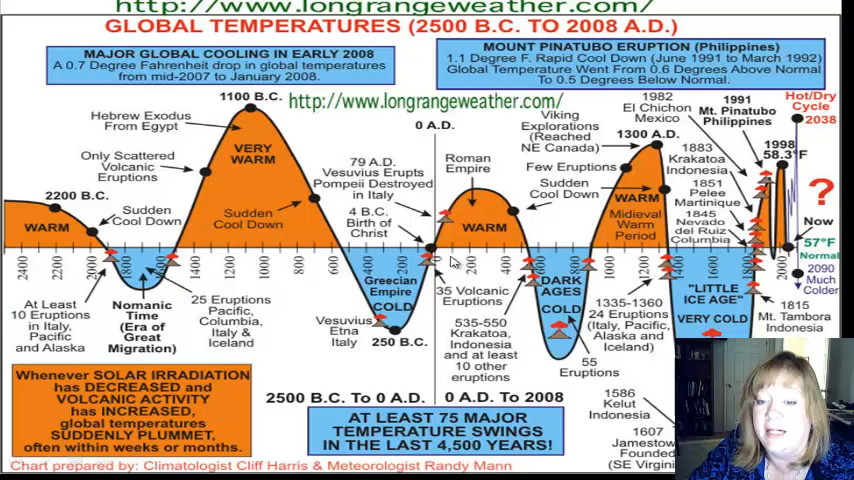 http://www.longrangeweather.com/
GLOBAL TEMPERATURES (2500 B.C. TO 2008 A.D.)
MAJOR GLOBAL COOLING IN EARLY 2008
A 0.7 Degree Fahrenheit drop in global temperatures
from mid-2007 to January 2008.
MOUNT PINATUBO ERUPTION (Philippines)
1.1 Degree F. Rapid Cool Down (June 1991 to March 1992)
Global Temperature Went From 0.6 Degrees Above Normal
To 0.5 Degrees Below Normal.
http://www.longrangeweather.com/
1100 B.C.
Hebrew Exodus
From Egypt
VERY
WARM
Only Scattered
Volcanic
Eruptions
2200 B.C.
WARM
Sudden
Cool Down
Sudden
Cool Down
0 A.D.
79 A.D.
Vesuvius Erupts
Pompeii Destroyed
in Italy
4 B.C.
Birth of
Christ
Roman
Empire
WARM
Viking
Explorations
(Reached
NE Canada)
Few Eruptions
Sudden
Cool Down
1300 A.D.
WARM
Midieval
Warm
Period
1982
El Chichon
Mexico
1991
Mt. Pinatubo
Philippines
1883
Krakatoa
Indonesia
1851
Pelee
Martinique
1845
Nevado
del Ruiz
Columbia
Hot/Dry
Cycle
2038
1998
58.3°F
?
Now
57°F
Normal
2090
Much
Colder
2400
2200
2000
1800
1600
1400
1200
1000
800
600
400
200
0
200
400
600
800
1000
1200
1400
1600
1800
200
At Least
10 Eruptions
in Italy,
Pacific
and Alaska
Nomanic
Time
(Era of
Great
Migration)
25 Eruptions
Pacific,
Columbia,
Italy &
Iceland
Grecian
Empire
COLD
Vesuvius
Etna
Italy
250 B.C.
35 Volcanic
Eruptions
535-550
Krakatoa,
Indonesia
and at least
10 other
eruptions
DARK
AGES
COLD
55
Eruptions
1335-1360
24 Eruptions
(Italy, Pacific,
Alaska and
Iceland)
"LITTLE
ICE AGE"
VERY COLD
1815
Mt. Tambora
Indonesia
1586
Kelut
Indonesia
1607
Jamestow
Founded
(SE Virgini
Whenever SOLAR IRRADIATION
has DECREASED and
VOLCANIC ACTIVITY
has INCREASED,
global temperatures
SUDDENLY PLUMMET,
often within weeks or months.
2500 B.C. TO 0 A.D.
0 A.D. TO 2008
AT LEAST 75 MAJOR
TEMPERATURE SWINGS
IN THE LAST 4,500 YEARS!
Chart prepared by: Climatologist Cliff Harris & Meteorologist Randy Mann